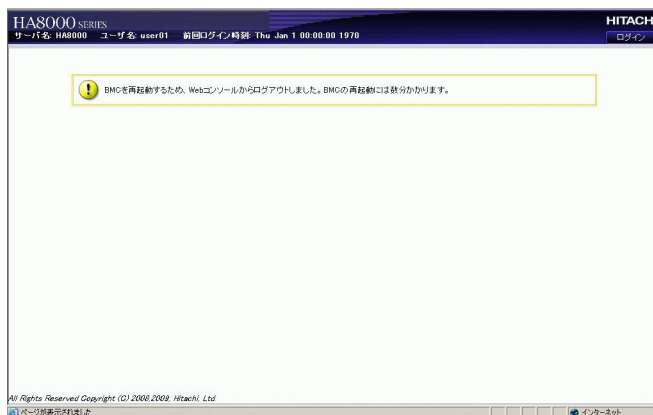 HA8000 SERIES
HITACHI
サーバ名: HA8000 ユーザ名: user01 前回ログイン時刻: Thu Jan 1 00:00:00 1970
ログイン
BMCを再起動するため、Webコンソールからログアウトしました。BMCの再起動には数分かかります。
All Rights Reserved Copyright (C) 2008,2009, Hitachi, Ltd
ページが表示されました
インターネット